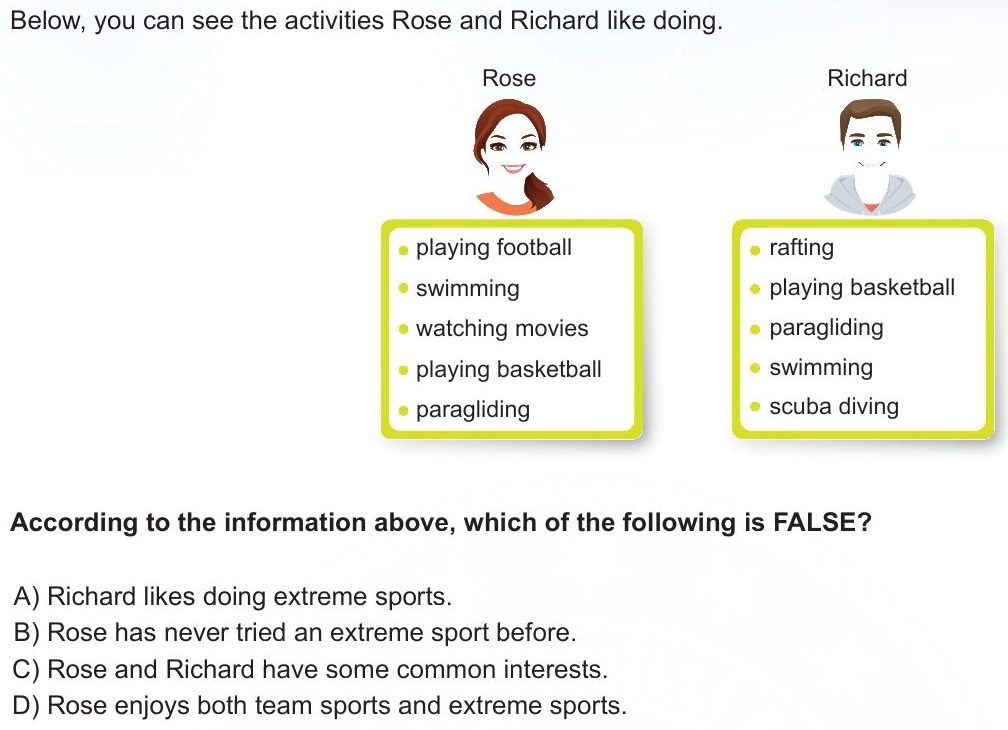 Below, you can see the activities Rose and Richard like doing.
Rose
Richard
playing football
swimming
watching movies
playing basketball
paragliding
rafting
playing basketball
paragliding
swimming
scuba diving
According to the information above, which of the following is FALSE?
A) Richard likes doing extreme sports.
B) Rose has never tried an extreme sport before.
C) Rose and Richard have some common interests.
D) Rose enjoys both team sports and extreme sports.